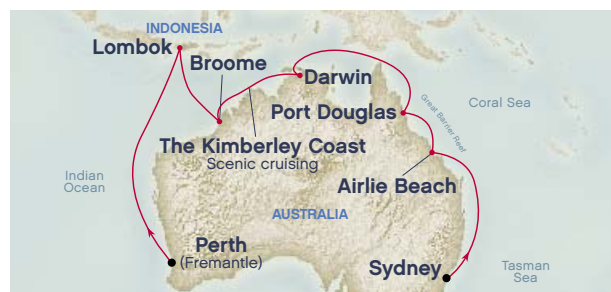 INDONESIA
Lombok
Broome
Darwin
Port Douglas
Great Barrier Reef
Coral Sea
The Kimberley Coast
Scenic cruising
Indian
Ocean
Airlie Beach
AUSTRALIA
Perth
(Fremantle)
Sydney
Tasman
Sea